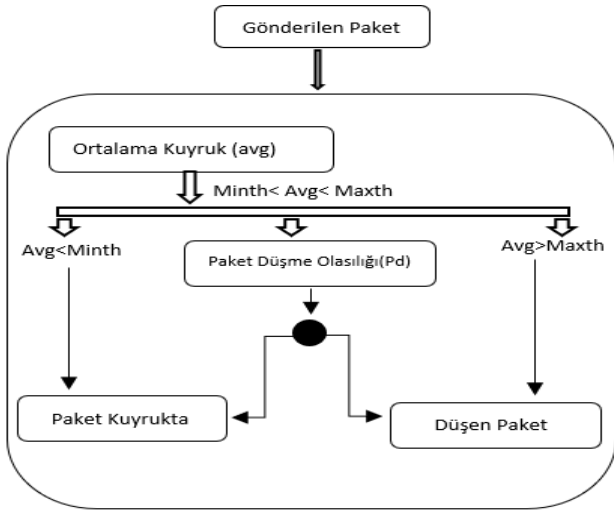 Gönderilen Paket
Ortalama Kuyruk (avg)
Minth< Avg< Maxth
Avg<Minth
Paket Düşme Olasılığı(Pd)
Avg>Maxth
Paket Kuyrukta
Düşen Paket